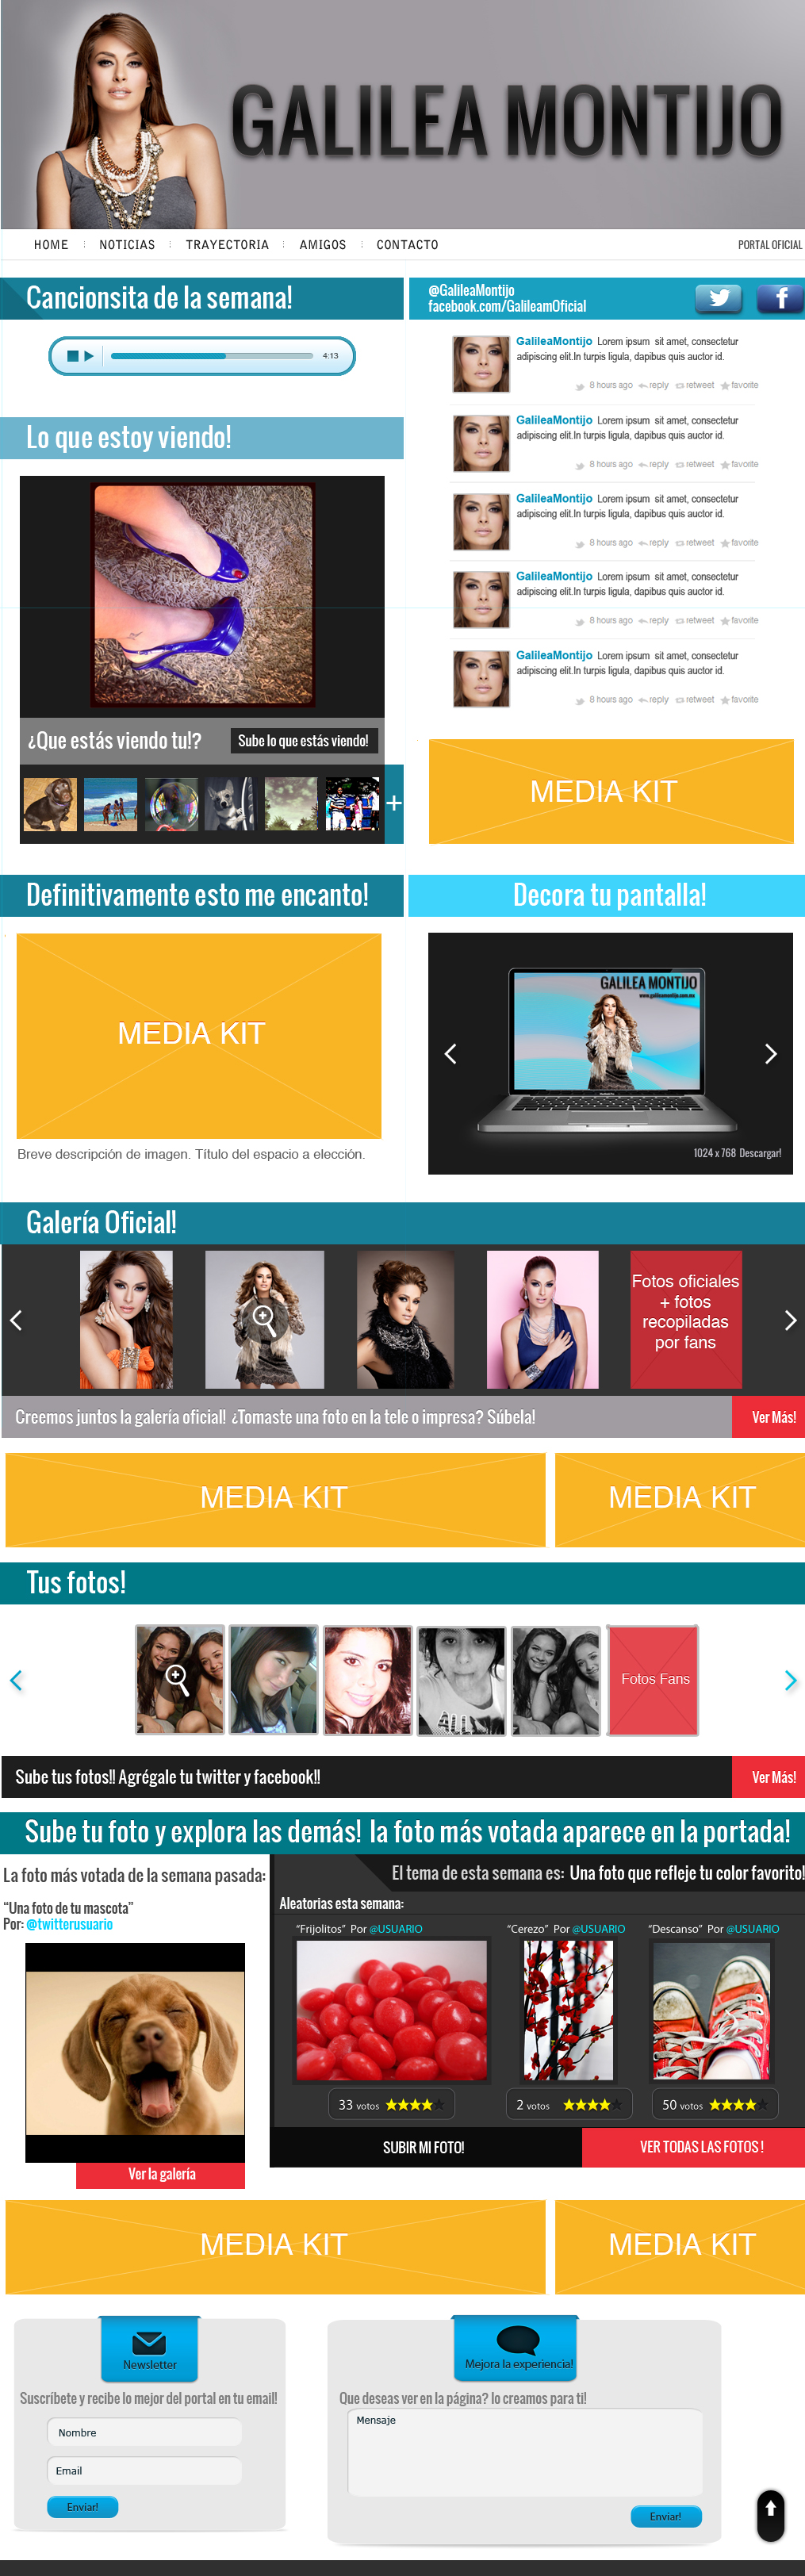 GALILEA MONTIJO
HOME NOTICIAS TRAYECTORIA AMIGOS CONTACTO PORTAL OFICIAL
Cancionsita de la semana!
4:13
@GalileaMontijo
facebook.com/GalileamOficial
GalileaMontijo Lorem ipsum sit amet, consectetur
adipiscing elit.In turpis ligula, dapibus quis auctor id.
8 hours ago reply retweet favorite
GalileaMontijo Lorem ipsum sit amet, consectetur
adipiscing elit.In turpis ligula, dapibus quis auctor id.
8 hours ago reply retweet favorite
GalileaMontijo Lorem ipsum sit amet, consectetur
adipiscing elit.In turpis ligula, dapibus quis auctor id.
8 hours ago reply retweet favorite
GalileaMontijo Lorem ipsum sit amet, consectetur
adipiscing elit.In turpis ligula, dapibus quis auctor id.
8 hours ago reply retweet favorite
GalileaMontijo Lorem ipsum sit amet, consectetur
adipiscing elit.In turpis ligula, dapibus quis auctor id.
8 hours ago reply retweet favorite
Lo que estoy viendo!
¿Que estás viendo tu!?
Sube lo que estás viendo!
MEDIA KIT
Definitivamente esto me encanto!
MEDIA KIT
Breve descripción de imagen. Título del espacio a elección.
Decora tu pantalla!
GALILEA MONTIJO
www.galileamontijo.com.mx
1024 x 768 Descargar!
Galería Oficial!
Fotos oficiales
+ fotos
recopiladas
por fans
Creemos juntos la galería oficial! ¿Tomaste una foto en la tele o impresa? Súbela!
Ver Más!
MEDIA KIT
MEDIA KIT
Tus fotos!
Fotos Fans
Sube tus fotos!! Agrégale tu twitter y facebook!!
Ver Más!
Sube tu foto y explora las demás! la foto más votada aparece en la portada!
La foto más votada de la semana pasada:
“Una foto de tu mascota”
Por: @twitterusuario
Ver la galería
El tema de esta semana es: Una foto que refleje tu color favorito!
Aleatorias esta semana:
“Frijolitos” Por @USUARIO
“Cerezo” Por @USUARIO
“Descanso” Por @USUARIO
33 votos
2 votos
50 votos
SUBIR MI FOTO!
VER TODAS LAS FOTOS !
MEDIA KIT
MEDIA KIT
Newsletter
Suscríbete y recibe lo mejor del portal en tu email!
Nombre
Email
Enviar!
Mejora la experiencia!
Que deseas ver en la página? lo creamos para ti!
Mensaje
Enviar!